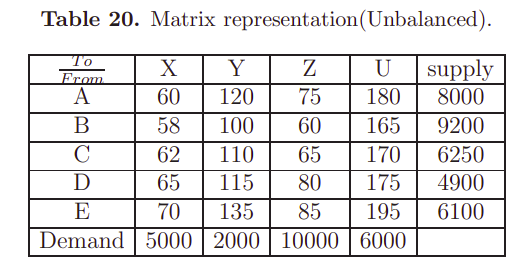 Table 20. Matrix representation(Unbalanced).
To
From X Y Z U supply
A 60 120 75 180 8000
B 58 100 60 165 9200
C 62 110 65 170 6250
D 65 115 80 175 4900
E 70 135 85 195 6100
Demand 5000 2000 10000 6000